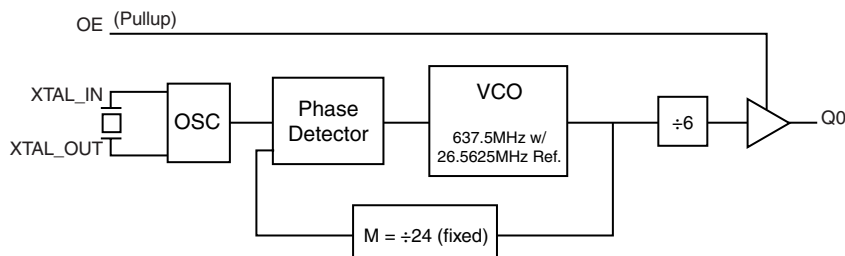 OE (Pullup)
XTAL_IN
XTAL_OUT
OSC
Phase
Detector
VCO
637.5MHz w/
26.5625MHz Ref.
÷6
Q0
M = ÷24 (fixed)